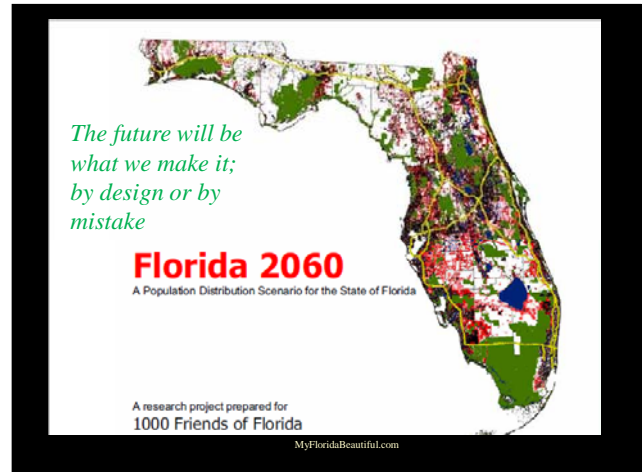 The future will be
what we make it;
by design or by
mistake
Florida 2060
A Population Distribution Scenario for the State of Florida
A research project prepared for
1000 Friends of Florida
MyFloridaBeautiful.com